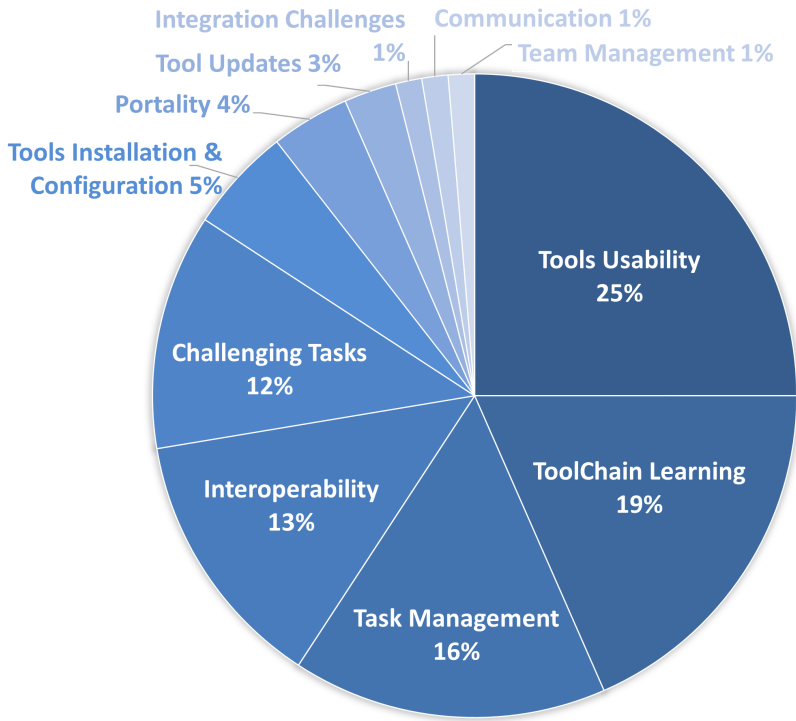 Integration Challenges
1%
Communication 1%
Team Management 1%
Tool Updates 3%
Portality 4%
Tools Installation &
Configuration 5%
Tools Usability
25%
Challenging Tasks
12%
ToolChain Learning
19%
Interoperability
13%
Task Management
16%